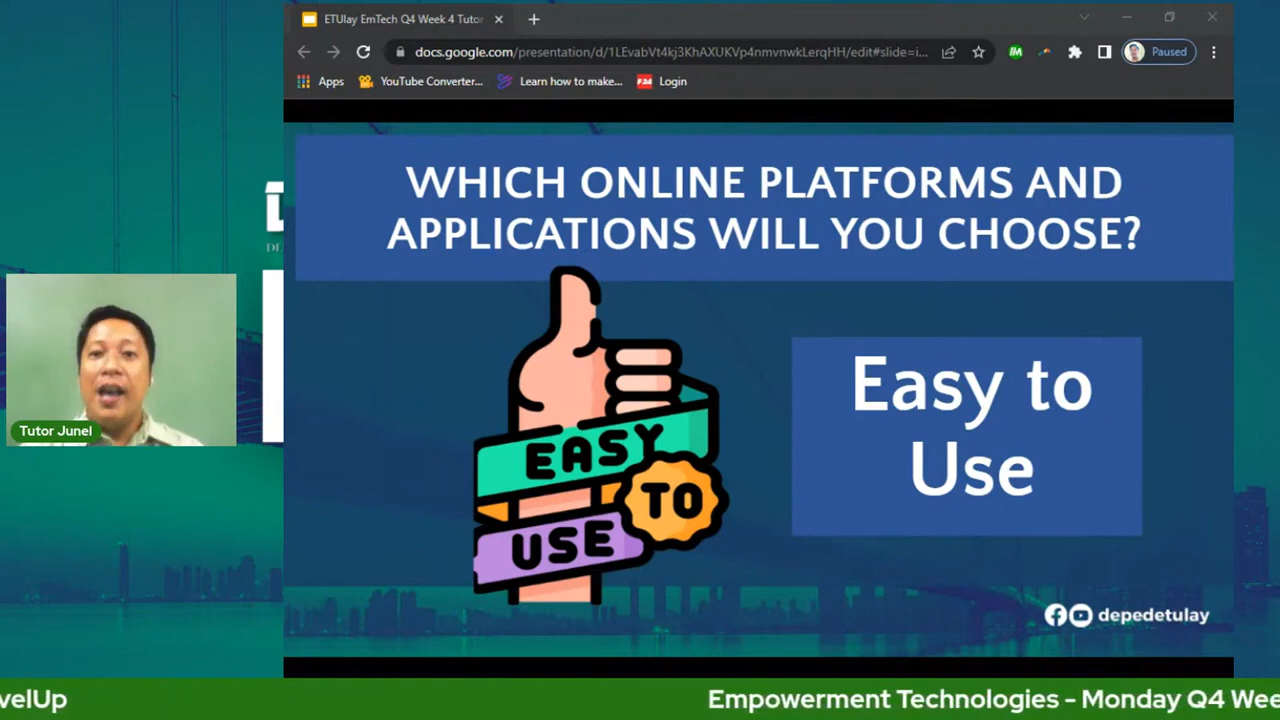 ETUlay EmTech Q4 Week 4 Tutor
docs.google.com/presentation/d/1LEvabVt4kj3KhAXUKVp4nmvnwkLerqHH/edit#slide=i...
Paused
Apps
YouTube Converter...
Learn how to make...
Login
WHICH ONLINE PLATFORMS AND
APPLICATIONS WILL YOU CHOOSE?
EASY
TO
USE
Easy to
Use
Tutor Junel
depedetulay
velUp
Empowerment Technologies - Monday Q4 Wee